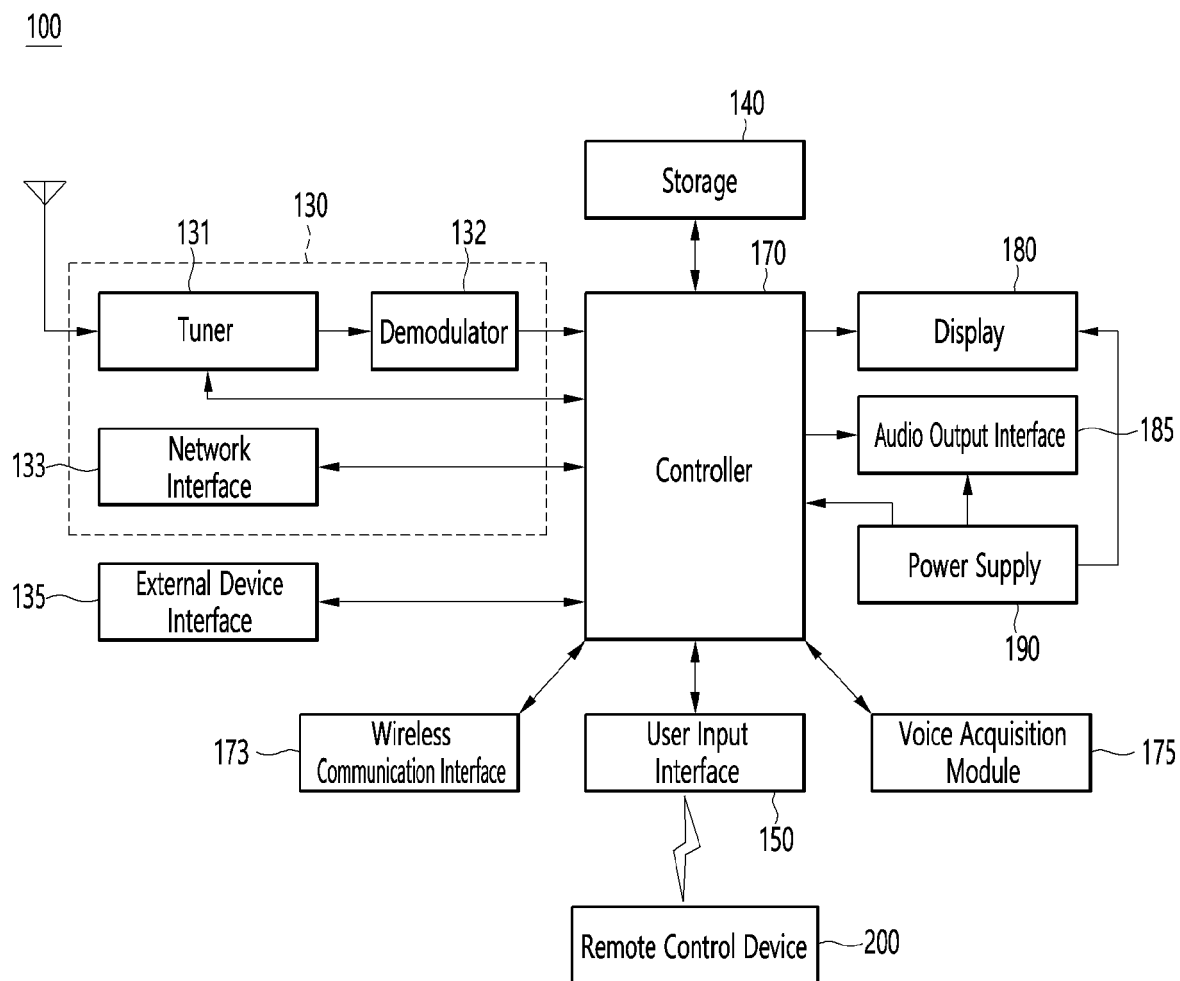 100
140
Storage
130
131
132
170
180
Tuner
Demodulator
Display
Audio Output Interface
185
133
Network
Interface
Controller
Power Supply
190
135
External Device
Interface
173
Wireless
Communication Interface
User Input
Interface
150
Voice Acquisition
Module
175
Remote Control Device
200